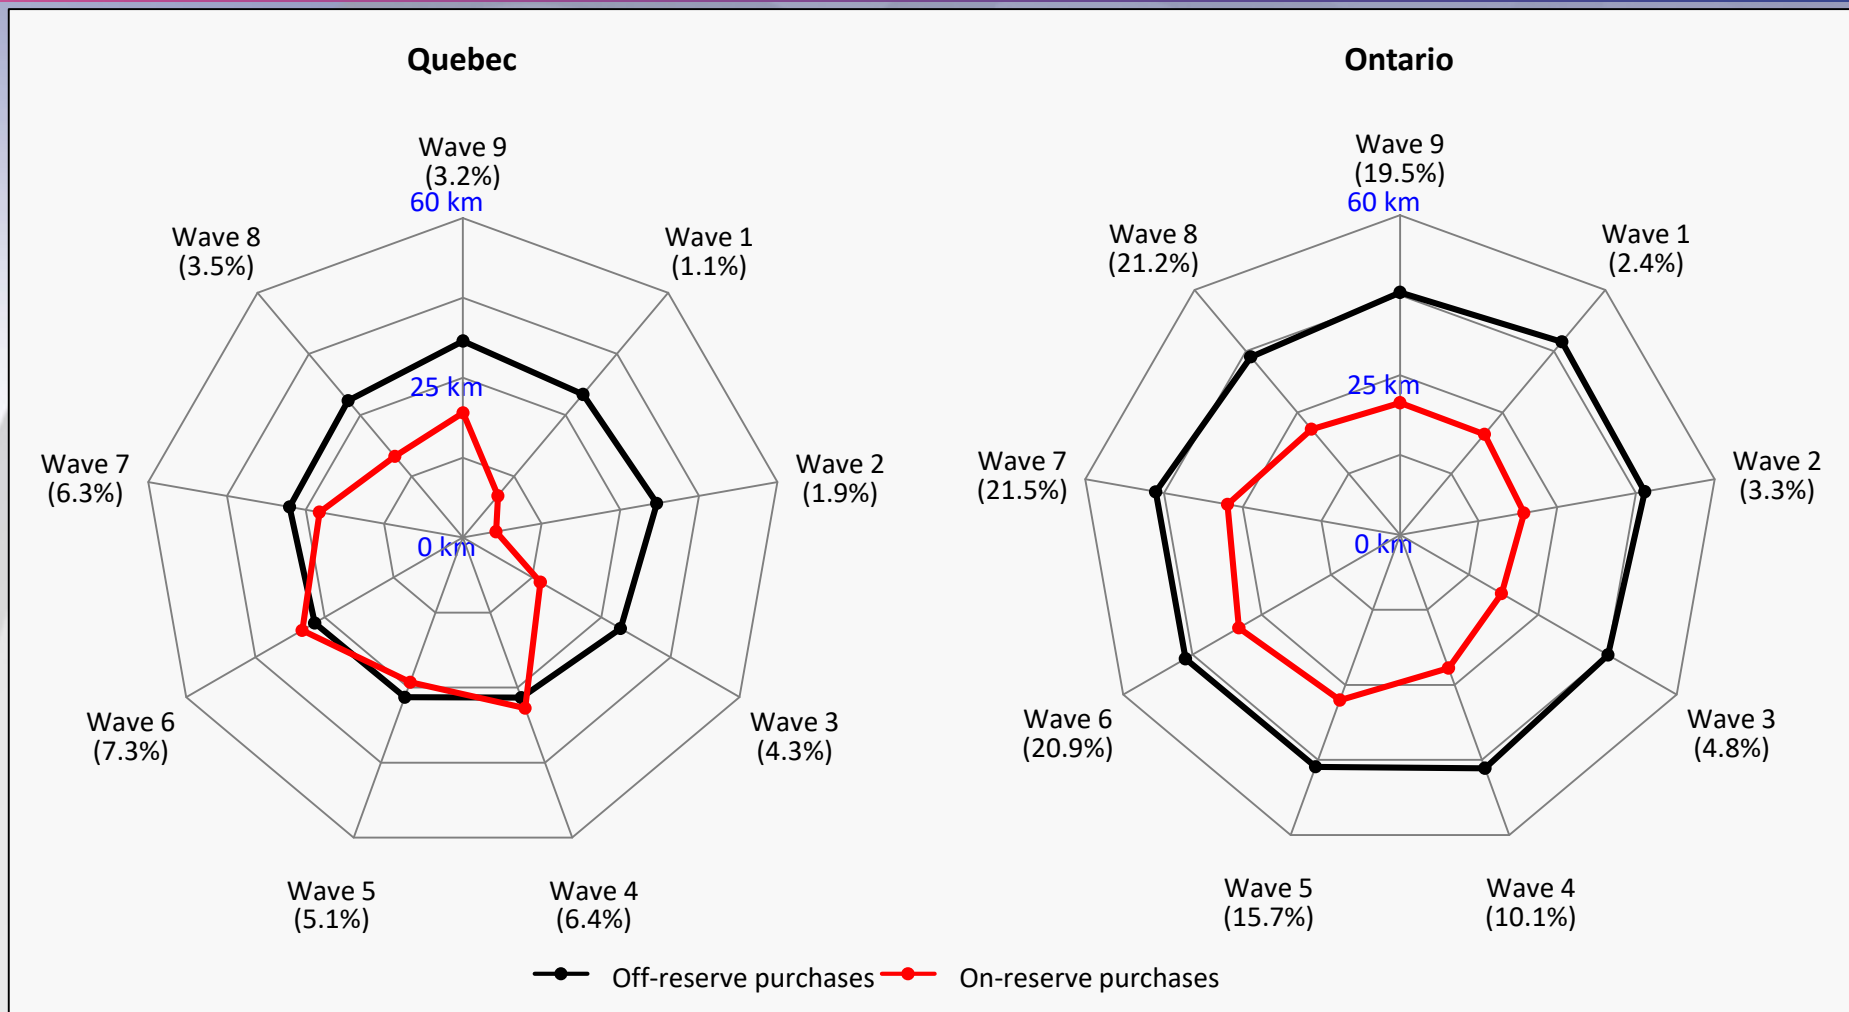 Quebec
Wave 9
(3.2%)
60 km
Wave 8
(3.5%)
Wave 1
(1.1%)
25 km
Wave 7
(6.3%)
Wave 2
(1.9%)
0 km
Wave 6
(7.3%)
Wave 3
(4.3%)
Wave 5
(5.1%)
Wave 4
(6.4%)
Ontario
Wave 9
(19.5%)
60 km
Wave 8
(21.2%)
Wave 1
(2.4%)
25 km
Wave 7
(21.5%)
Wave 2
(3.3%)
0 km
Wave 6
(20.9%)
Wave 3
(4.8%)
Wave 5
(15.7%)
Wave 4
(10.1%)
Off-reserve purchases
On-reserve purchases